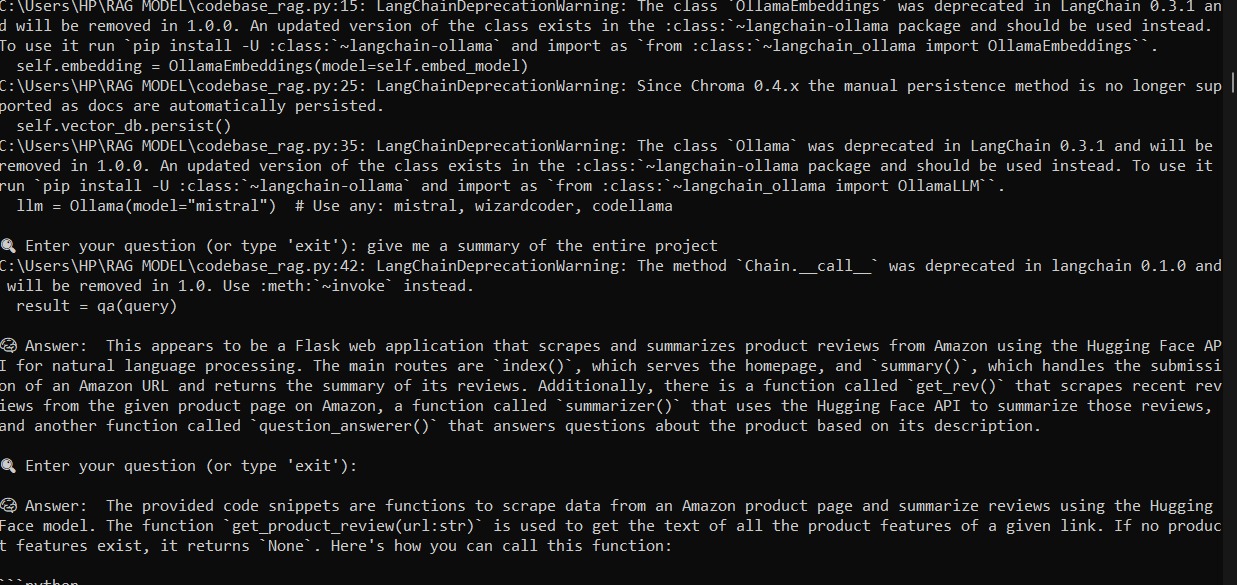 C:\Users\HP\RAG MODEL\codebase_rag.py:15: LangChainDeprecationWarning: The class `OllamaEmbeddings` was deprecated in LangChain 0.3.1 an
d will be removed in 1.0.0. An updated version of the class exists in the :class:`~langchain-ollama package and should be used instead.
To use it run `pip install -U :class:`~langchain-ollama` and import as `from :class:`~langchain_ollama import OllamaEmbeddings``.
  self.embedding = OllamaEmbeddings(model=self.embed_model)
C:\Users\HP\RAG MODEL\codebase_rag.py:25: LangChainDeprecationWarning: Since Chroma 0.4.x the manual persistence method is no longer sup
ported as docs are automatically persisted.
  self.vector_db.persist()
C:\Users\HP\RAG MODEL\codebase_rag.py:35: LangChainDeprecationWarning: The class `Ollama` was deprecated in LangChain 0.3.1 and will be
removed in 1.0.0. An updated version of the class exists in the :class:`~langchain-ollama package and should be used instead. To use it
run `pip install -U :class:`~langchain-ollama` and import as `from :class:`~langchain_ollama import OllamaLLM``.
  llm = Ollama(model="mistral")  # Use any: mistral, wizardcoder, codellama
🔍 Enter your question (or type 'exit'): give me a summary of the entire project
C:\Users\HP\RAG MODEL\codebase_rag.py:42: LangChainDeprecationWarning: The method `Chain.__call__` was deprecated in langchain 0.1.0 and
 will be removed in 1.0. Use :meth:`~invoke` instead.
  result = qa(query)
🧠 Answer:  This appears to be a Flask web application that scrapes and summarizes product reviews from Amazon using the Hugging Face AP
I for natural language processing. The main routes are `index()`, which serves the homepage, and `summary()`, which handles the submissi
on of an Amazon URL and returns the summary of its reviews. Additionally, there is a function called `get_rev()` that scrapes recent rev
iews from the given product page on Amazon, a function called `summarizer()` that uses the Hugging Face API to summarize those reviews,
and another function called `question_answerer()` that answers questions about the product based on its description.
🔍 Enter your question (or type 'exit'):
🧠 Answer:  The provided code snippets are functions to scrape data from an Amazon product page and summarize reviews using the Hugging
Face model. The function `get_product_review(url:str)` is used to get the text of all the product features of a given link. If no produc
t features exist, it returns `None`. Here's how you can call this function:
```python